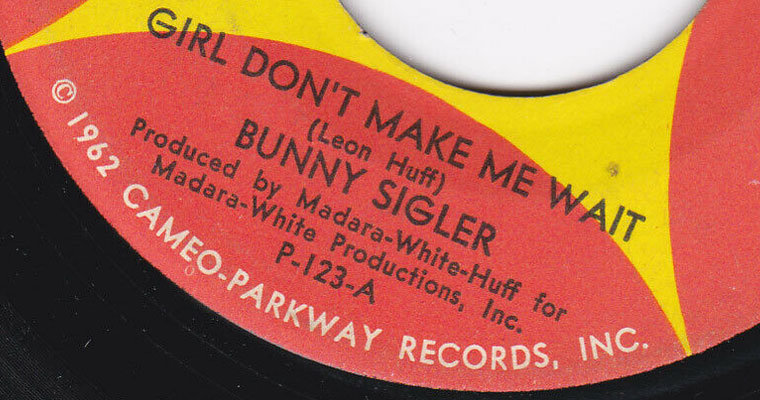 GIRL DON'T MAKE ME WAIT
(Leon Huff)
BUNNY SIGLER
Produced by Madara-White-Huff for
Madara-White Productions, Inc.
P-123-A
© 1962 CAMEO-PARKWAY RECORDS, INC.